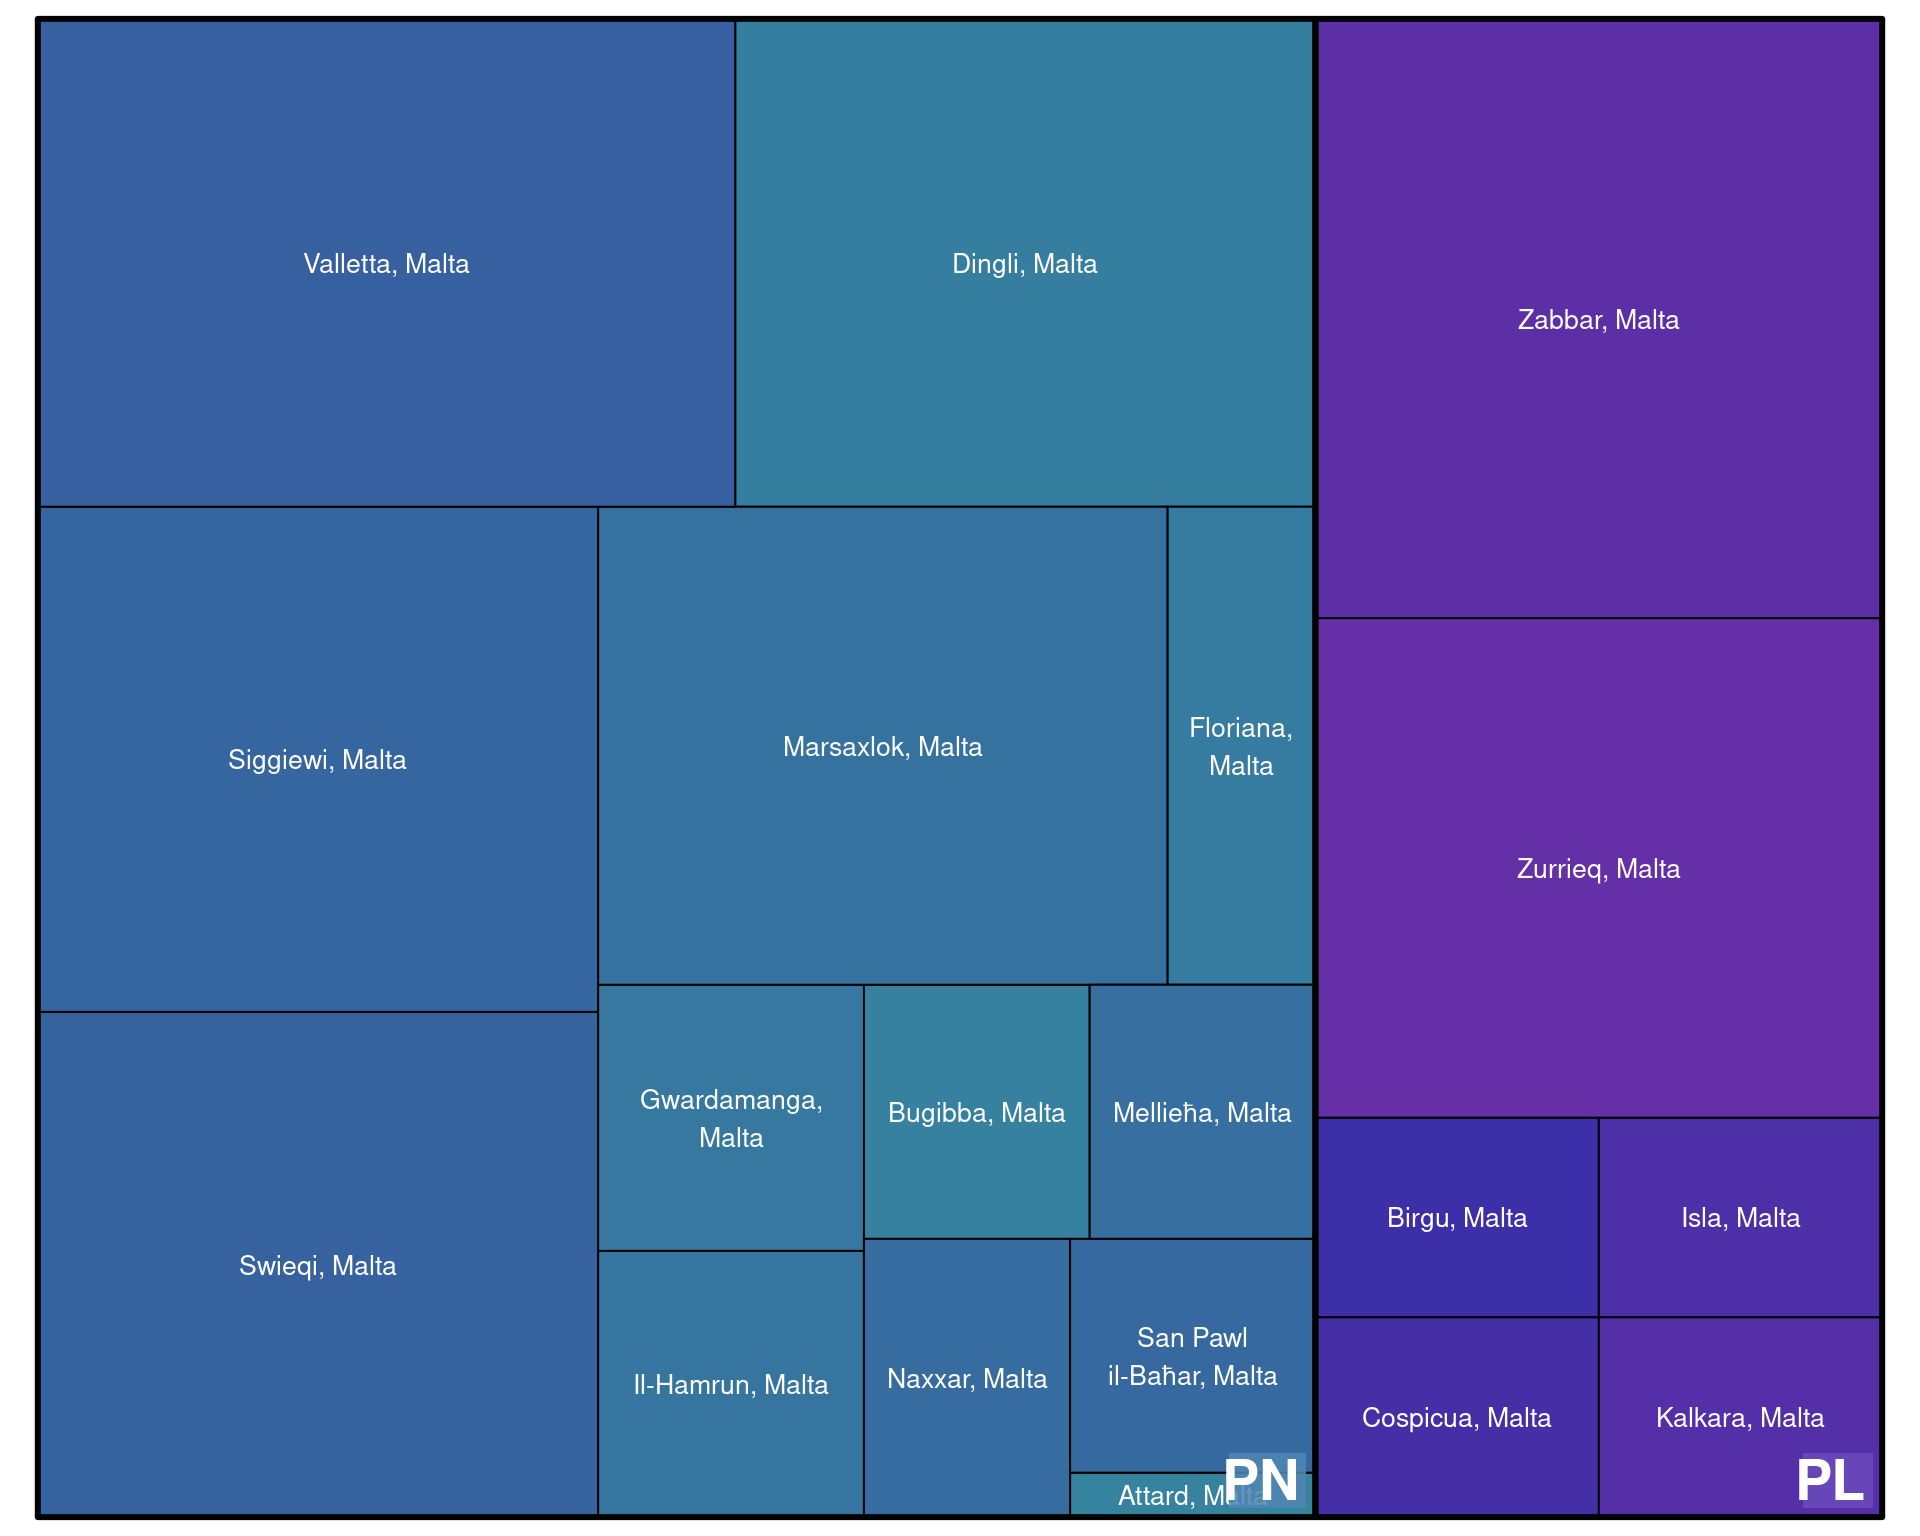 Valletta, Malta
Dingli, Malta
Zabbar, Malta
Siggiewi, Malta
Marsaxlok, Malta
Floriana,
Malta
Zurrieq, Malta
Swieqi, Malta
Gwardamanga,
Malta
Bugibba, Malta
Mellieħa, Malta
Il-Hamrun, Malta
Naxxar, Malta
San Pawl
il-Baħar, Malta
Attard, Malta
PN
Birgu, Malta
Isla, Malta
Cospicua, Malta
Kalkara, Malta
PL